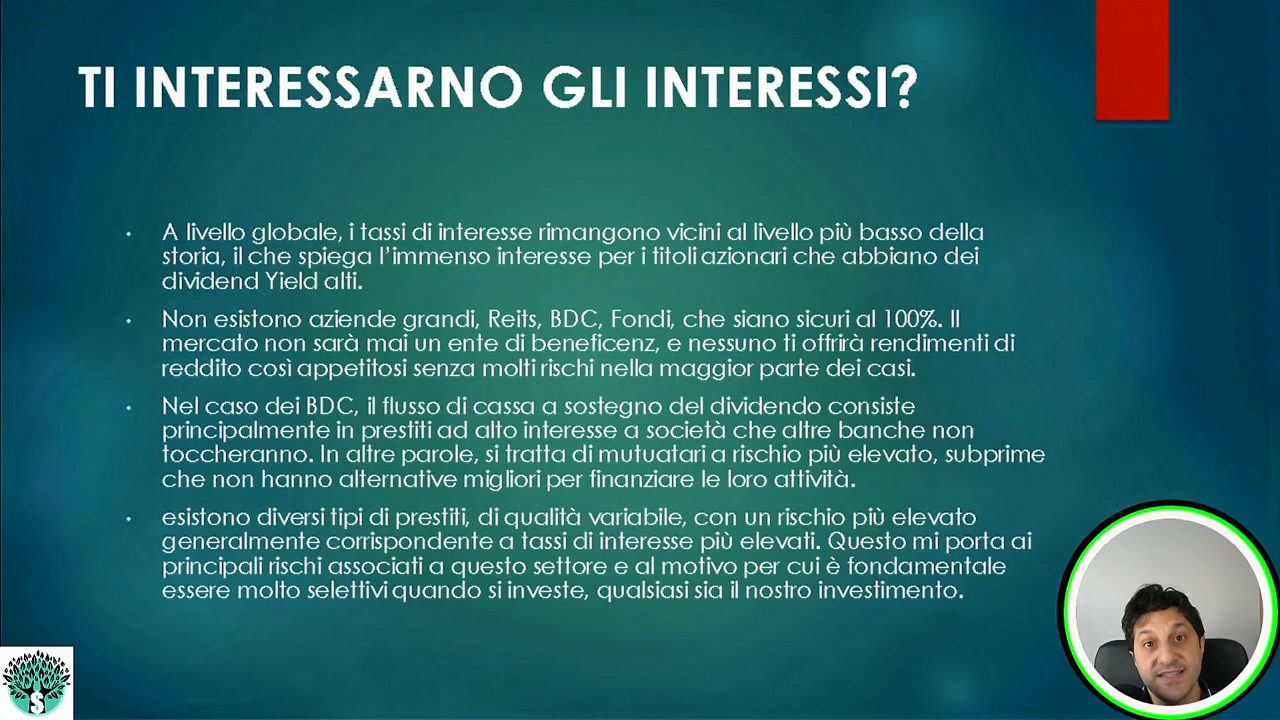 TI INTERESSARNO GLI INTERESSI?
• A livello globale, i tassi di interesse rimangono vicini al livello più basso della
storia, il che spiega l'immenso interesse per i titoli azionari che abbiano dei
dividend Yield alti.
• Non esistono aziende grandi, Reits, BDC, Fondi, che siano sicuri al 100%. Il
mercato non sarà mai un ente di beneficenz, e nessuno ti offrirà rendimenti di
reddito così appetitosi senza molti rischi nella maggior parte dei casi.
• Nel caso dei BDC, il flusso di cassa a sostegno del dividendo consiste
principalmente in prestiti ad alto interesse a società che altre banche non
toccheranno. In altre parole, si tratta di mutuatari a rischio più elevato, subprime
che non hanno alternative migliori per finanziare le loro attività.
• esistono diversi tipi di prestiti, di qualità variabile, con un rischio più elevato
generalmente corrispondente a tassi di interesse più elevati. Questo mi porta ai
principali rischi associati a questo settore e al motivo per cui è fondamentale
essere molto selettivi quando si investe, qualsiasi sia il nostro investimento.
S